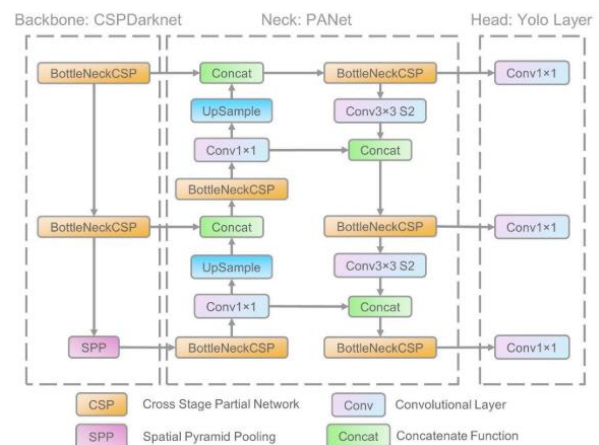 Backbone: CSPDarknet Neck: PANet Head: Yolo Layer
BottleNeckCSP Concat BottleNeckCSP Conv1×1
UpSample Conv3×3 S2
Conv1×1 Concat
BottleNeckCSP
BottleNeckCSP Concat BottleNeckCSP Conv1×1
UpSample Conv3×3 S2
Conv1×1 Concat
SPP BottleNeckCSP BottleNeckCSP Conv1×1
CSP Cross Stage Partial Network Conv Convolutional Layer
SPP Spatial Pyramid Pooling Concat Concatenate Function